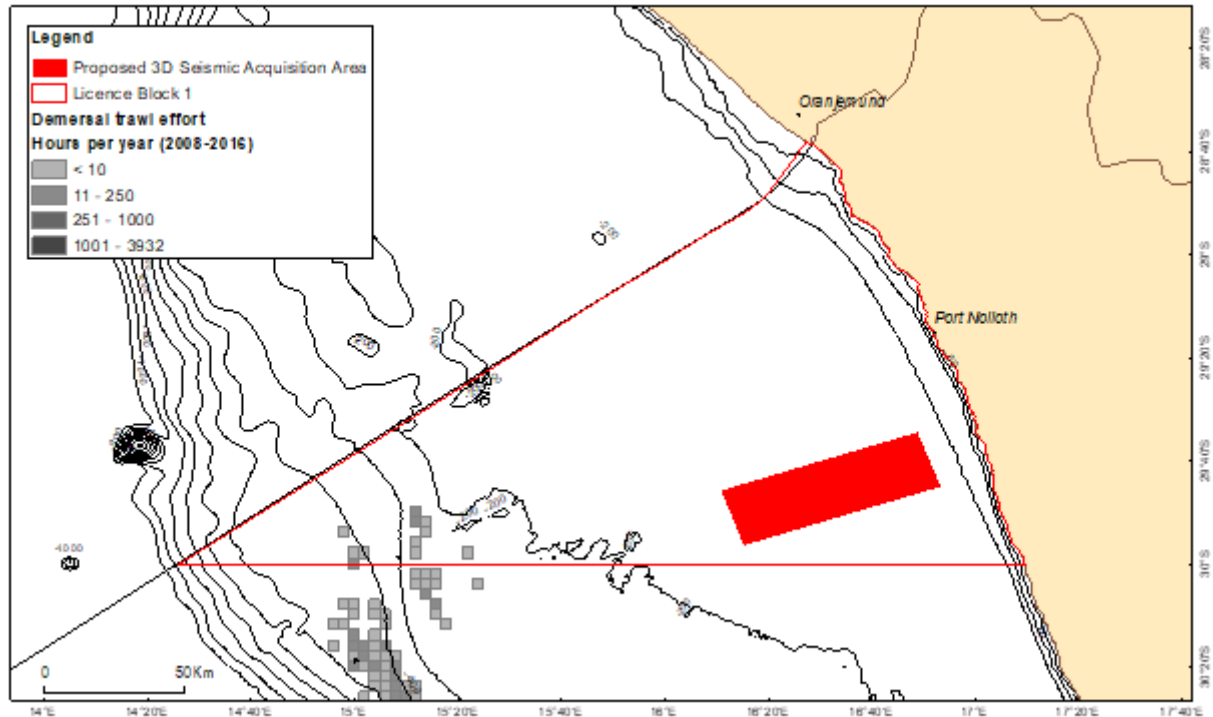 Legend
Proposed 3D Seismic Acquisition Area
Licence Block 1
Demersal trawl effort
Hours per year (2008-2016)
< 10
11 - 250
251 - 1000
1001 - 3932
Oranjemund
Port Nolloth
-200
-4000
0 50Km
14°E 14°20'E 14°40'E 15°E 15°20'E 15°40'E 16°E 16°20'E 16°40'E 17°E 17°20'E 17°40'E
28°20'S
28°40'S
29°S
29°20'S
29°40'S
30°S
30°20'S